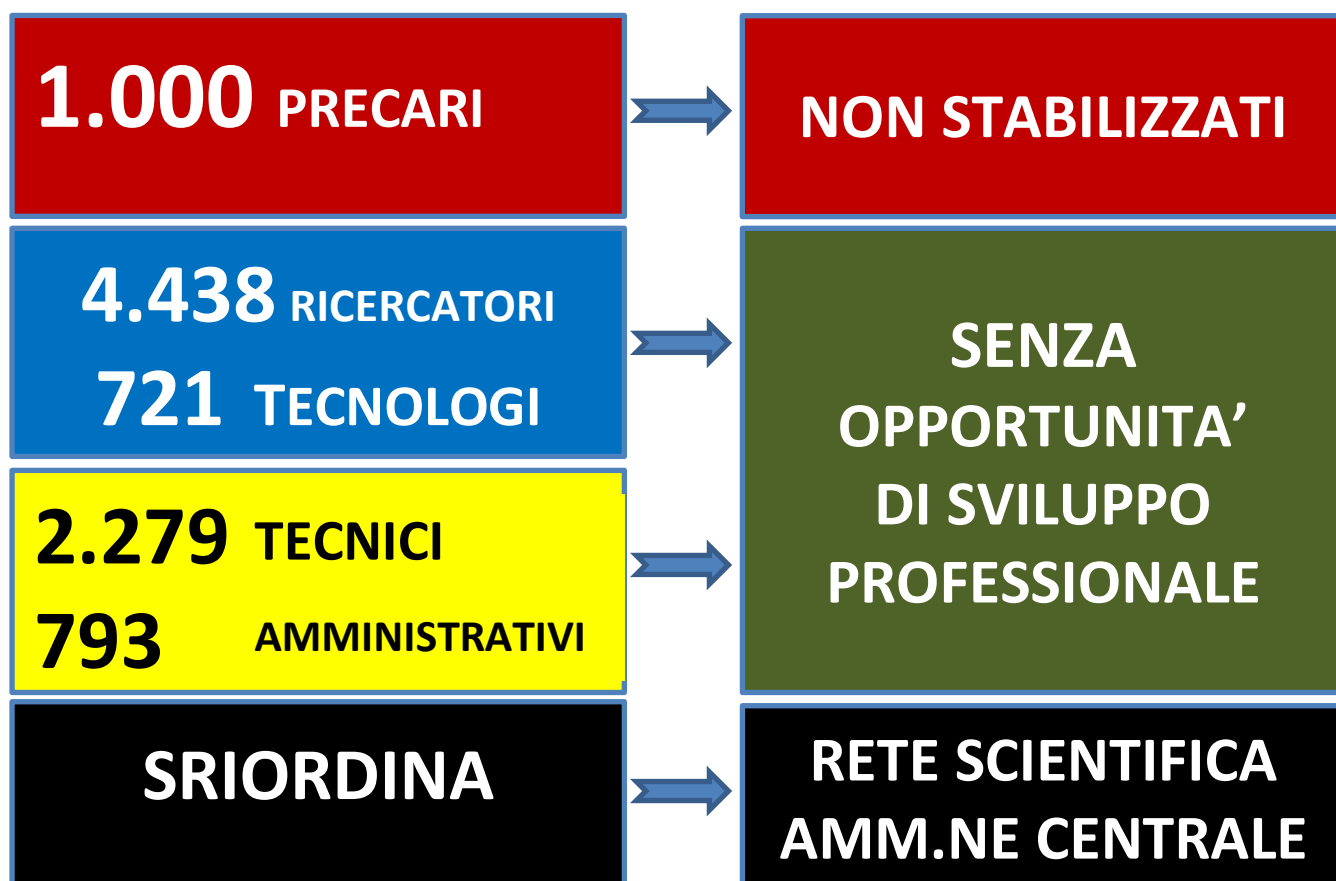 1.000 PRECARI
NON STABILIZZATI
4.438 RICERCATORI
721 TECNOLOGI
SENZA
OPPORTUNITA’
DI SVILUPPO
PROFESSIONALE
2.279 TECNICI
793 AMMINISTRATIVI
SRIORDINA
RETE SCIENTIFICA
AMM.NE CENTRALE